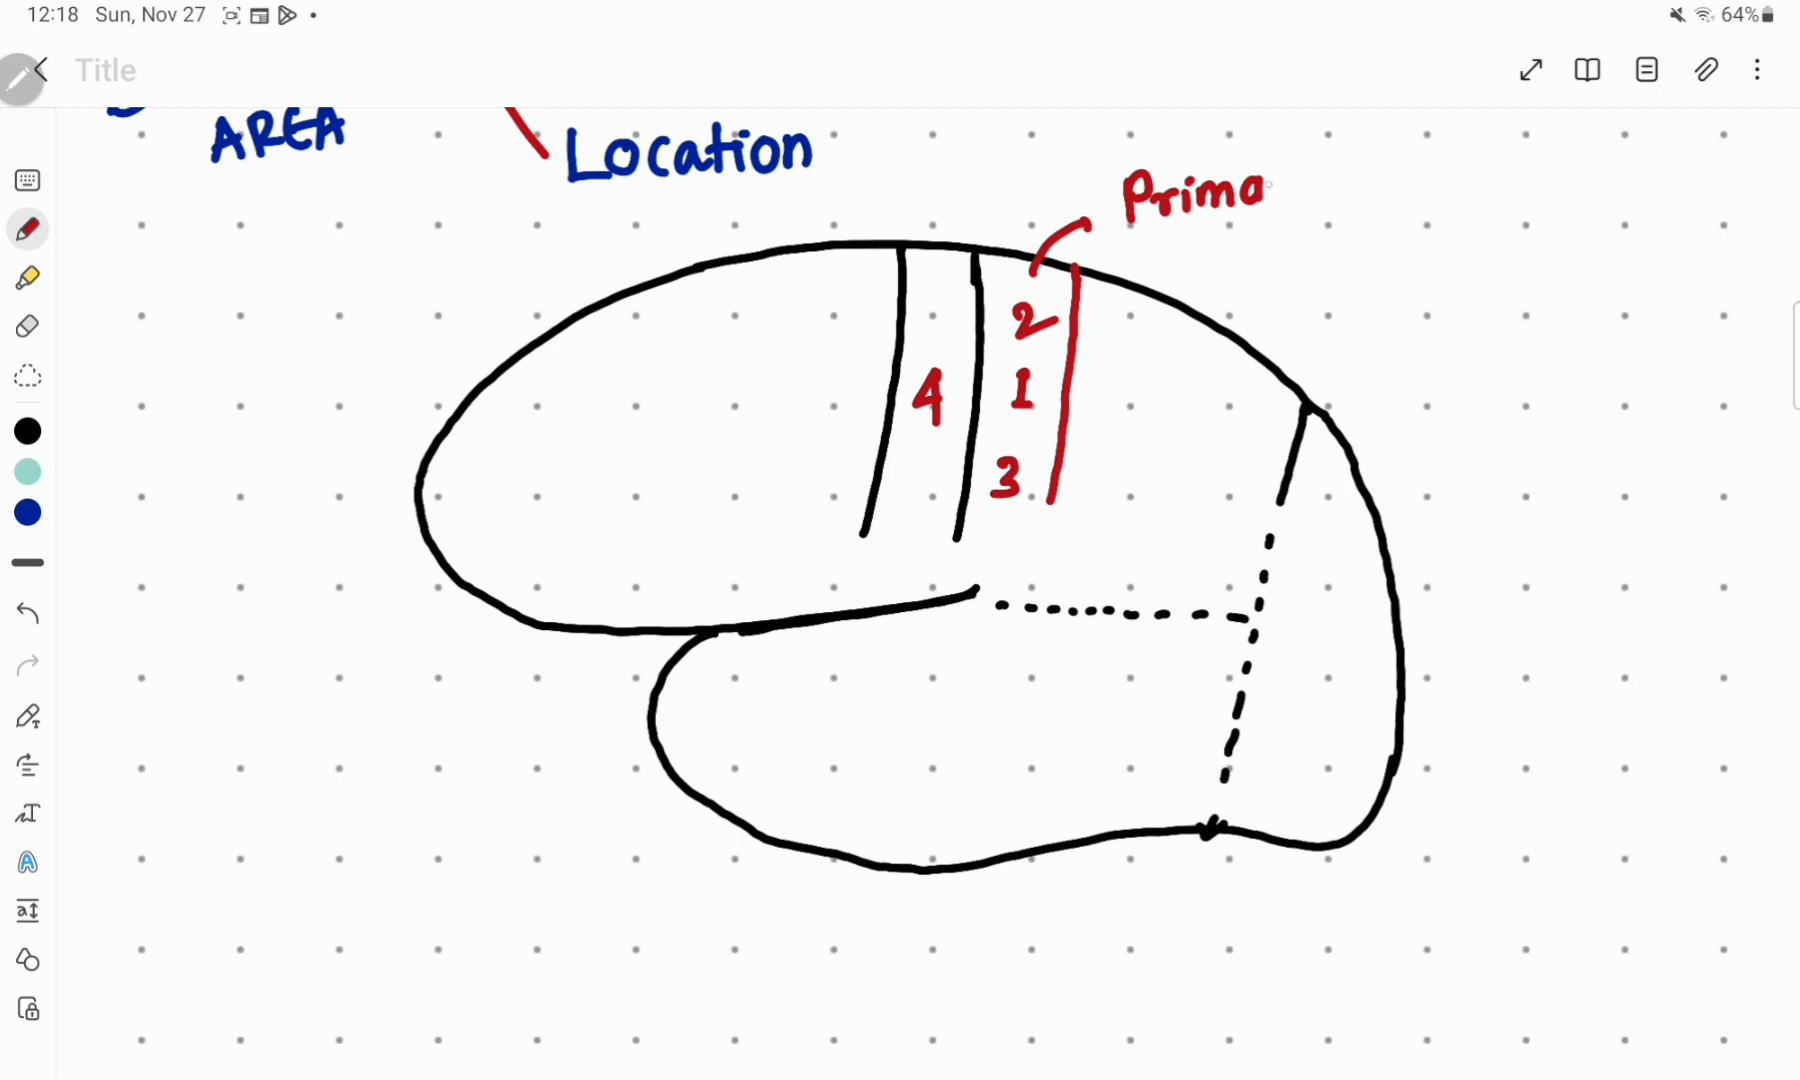 12:18 Sun, Nov 27
64%
Title
AREA
Location
Prima
2
4 1
3